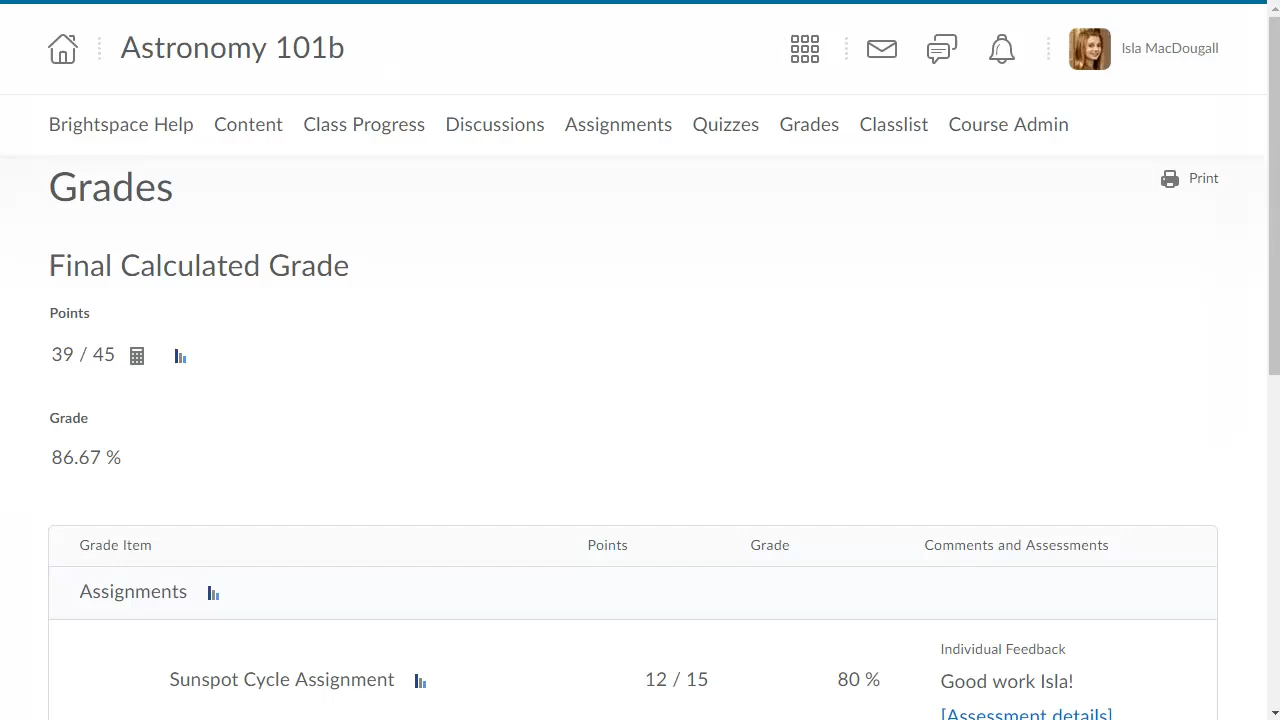 Astronomy 101b
Isla MacDougall
Brightspace Help Content Class Progress Discussions Assignments Quizzes Grades Classlist Course Admin
Grades
Print
Final Calculated Grade
Points
39 / 45
Grade
86.67 %
Grade Item Points Grade Comments and Assessments
Assignments
Individual Feedback
Sunspot Cycle Assignment 12 / 15 80 % Good work Isla!
[Assessment details]